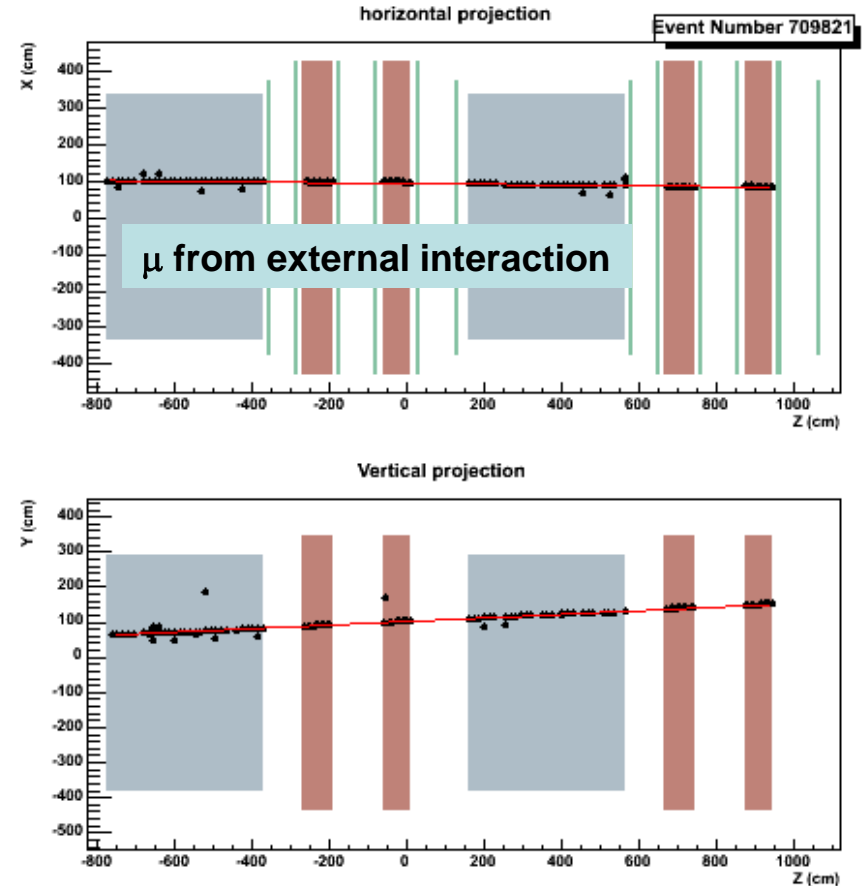 horizontal projection
Event Number 709821
X (cm)
400
300
200
100
0
-100
-200
-300
-400
μ from external interaction
-800 -600 -400 -200 0 200 400 600 800 1000
Z (cm)
Vertical projection
Y (cm)
400
300
200
100
0
-100
-200
-300
-400
-500
-800 -600 -400 -200 0 200 400 600 800 1000
Z (cm)